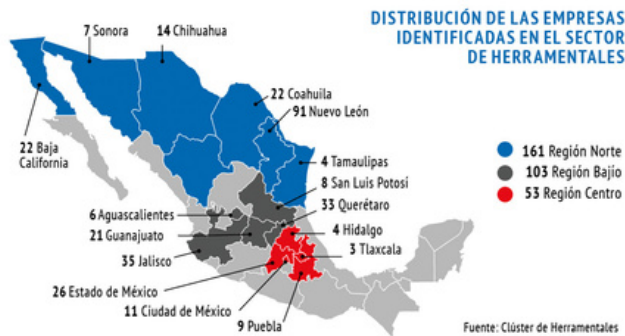 DISTRIBUCIÓN DE LAS EMPRESAS
IDENTIFICADAS EN EL SECTOR
DE HERRAMENTALES
7 Sonora
14 Chihuahua
22 Coahuila
91 Nuevo León
22 Baja
California
4 Tamaulipas
8 San Luis Potosí
33 Querétaro
6 Aguascalientes
4 Hidalgo
21 Guanajuato
3 Tlaxcala
35 Jalisco
26 Estado de México
11 Ciudad de México
9 Puebla
161 Región Norte
103 Región Bajío
53 Región Centro
Fuente: Clúster de Herramentales